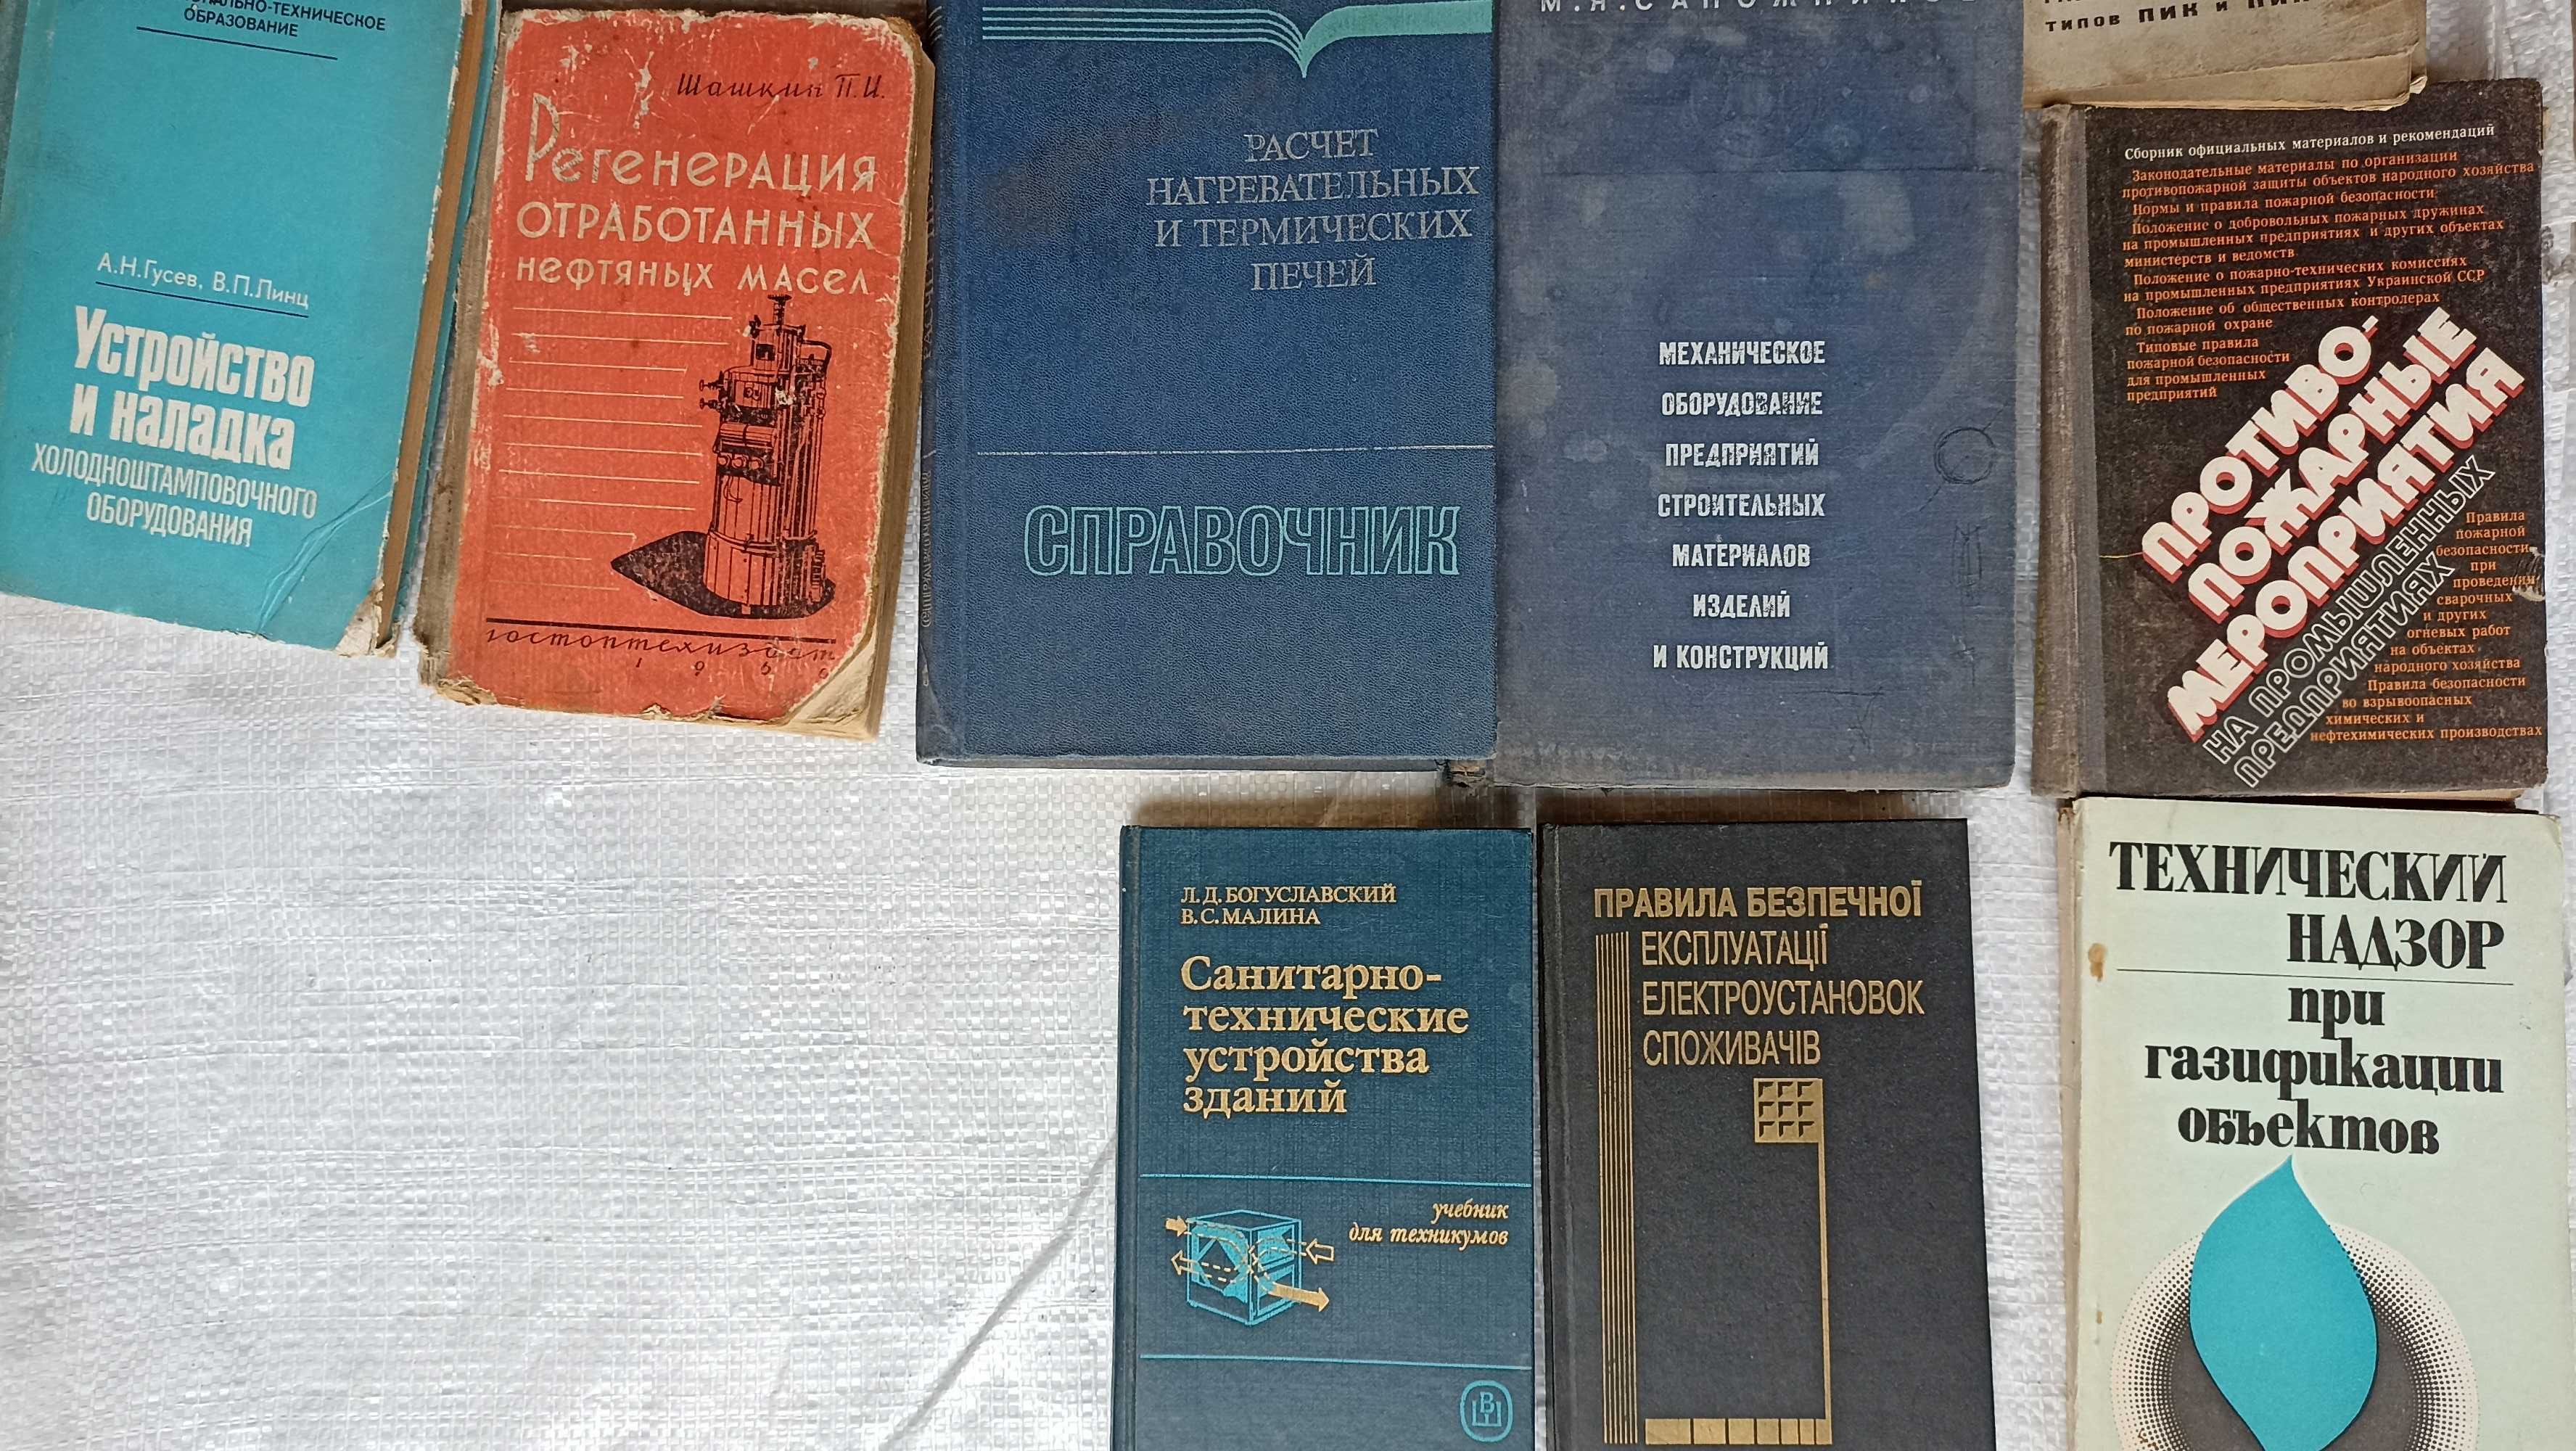 ОБРАЗОВАНИЕ
А.Н.Гусев, В.П.Линц
Устройство
и наладка
ХОЛОДНОШТАМПОВОЧНОГО
ОБОРУДОВАНИЯ
Шашкин П.И.
Регенерация
отработанных
нефтяных масел
Гостоптехиздат
1956
РАСЧЕТ
НАГРЕВАТЕЛЬНЫХ
И ТЕРМИЧЕСКИХ
ПЕЧЕЙ
СПРАВОЧНИК
МЕХАНИЧЕСКОЕ
ОБОРУДОВАНИЕ
ПРЕДПРИЯТИЙ
СТРОИТЕЛЬНЫХ
МАТЕРИАЛОВ
ИЗДЕЛИЙ
И КОНСТРУКЦИЙ
типов ПИК и
Сборник официальных материалов и рекомендаций
Законодательные материалы по организации
противопожарной защиты объектов народного хозяйства
Нормы и правила пожарной безопасности
Положение о добровольных пожарных дружинах
на промышленных предприятиях и других объектах
министерств и ведомств
Положение о пожарно-технических комиссиях
на промышленных предприятиях Украинской ССР
Положение об общественных контролерах
по пожарной охране
Типовые правила
пожарной безопасности
для промышленных
предприятий
ПРОТИВО-
ПОЖАРНЫЕ
МЕРОПРИЯТИЯ
НА ПРОМЫШЛЕННЫХ
ПРЕДПРИЯТИЯХ
Правила
пожарной
безопасности
при
проведении
сварочных
и других
огневых работ
на объектах
народного хозяйства
Правила безопасности
во взрывоопасных
химических и
нефтехимических производствах
Л.Д.БОГУСЛАВСКИЙ
В.С.МАЛИНА
Санитарно-
технические
устройства
зданий
учебник
для техникумов
ВШ
ПРАВИЛА БЕЗПЕЧНОЇ
ЕКСПЛУАТАЦІЇ
ЕЛЕКТРОУСТАНОВОК
СПОЖИВАЧІВ
ТЕХНИЧЕСКИЙ
НАДЗОР
при
газификации
объектов